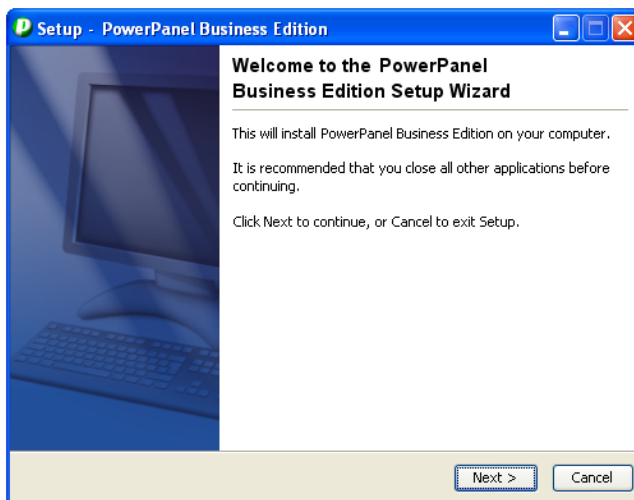 Setup - PowerPanel Business Edition
Welcome to the PowerPanel
Business Edition Setup Wizard
This will install PowerPanel Business Edition on your computer.
It is recommended that you close all other applications before
continuing.
Click Next to continue, or Cancel to exit Setup.
Next >
Cancel